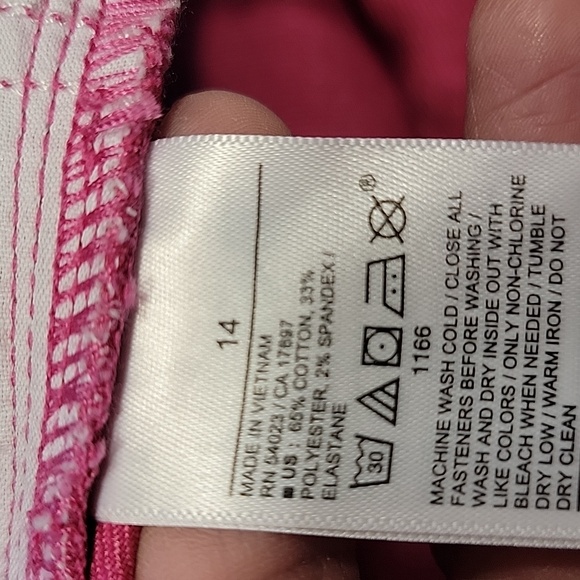 14
MADE IN VIETNAM
RN 54023 / CA 17897
US : 65% COTTON, 33%
POLYESTER, 2% SPANDEX /
ELASTANE
30
®
1166
MACHINE WASH COLD / CLOSE ALL
FASTENERS BEFORE WASHING /
WASH AND DRY INSIDE OUT WITH
LIKE COLORS / ONLY NON-CHLORINE
BLEACH WHEN NEEDED / TUMBLE
DRY LOW / WARM IRON / DO NOT
DRY CLEAN